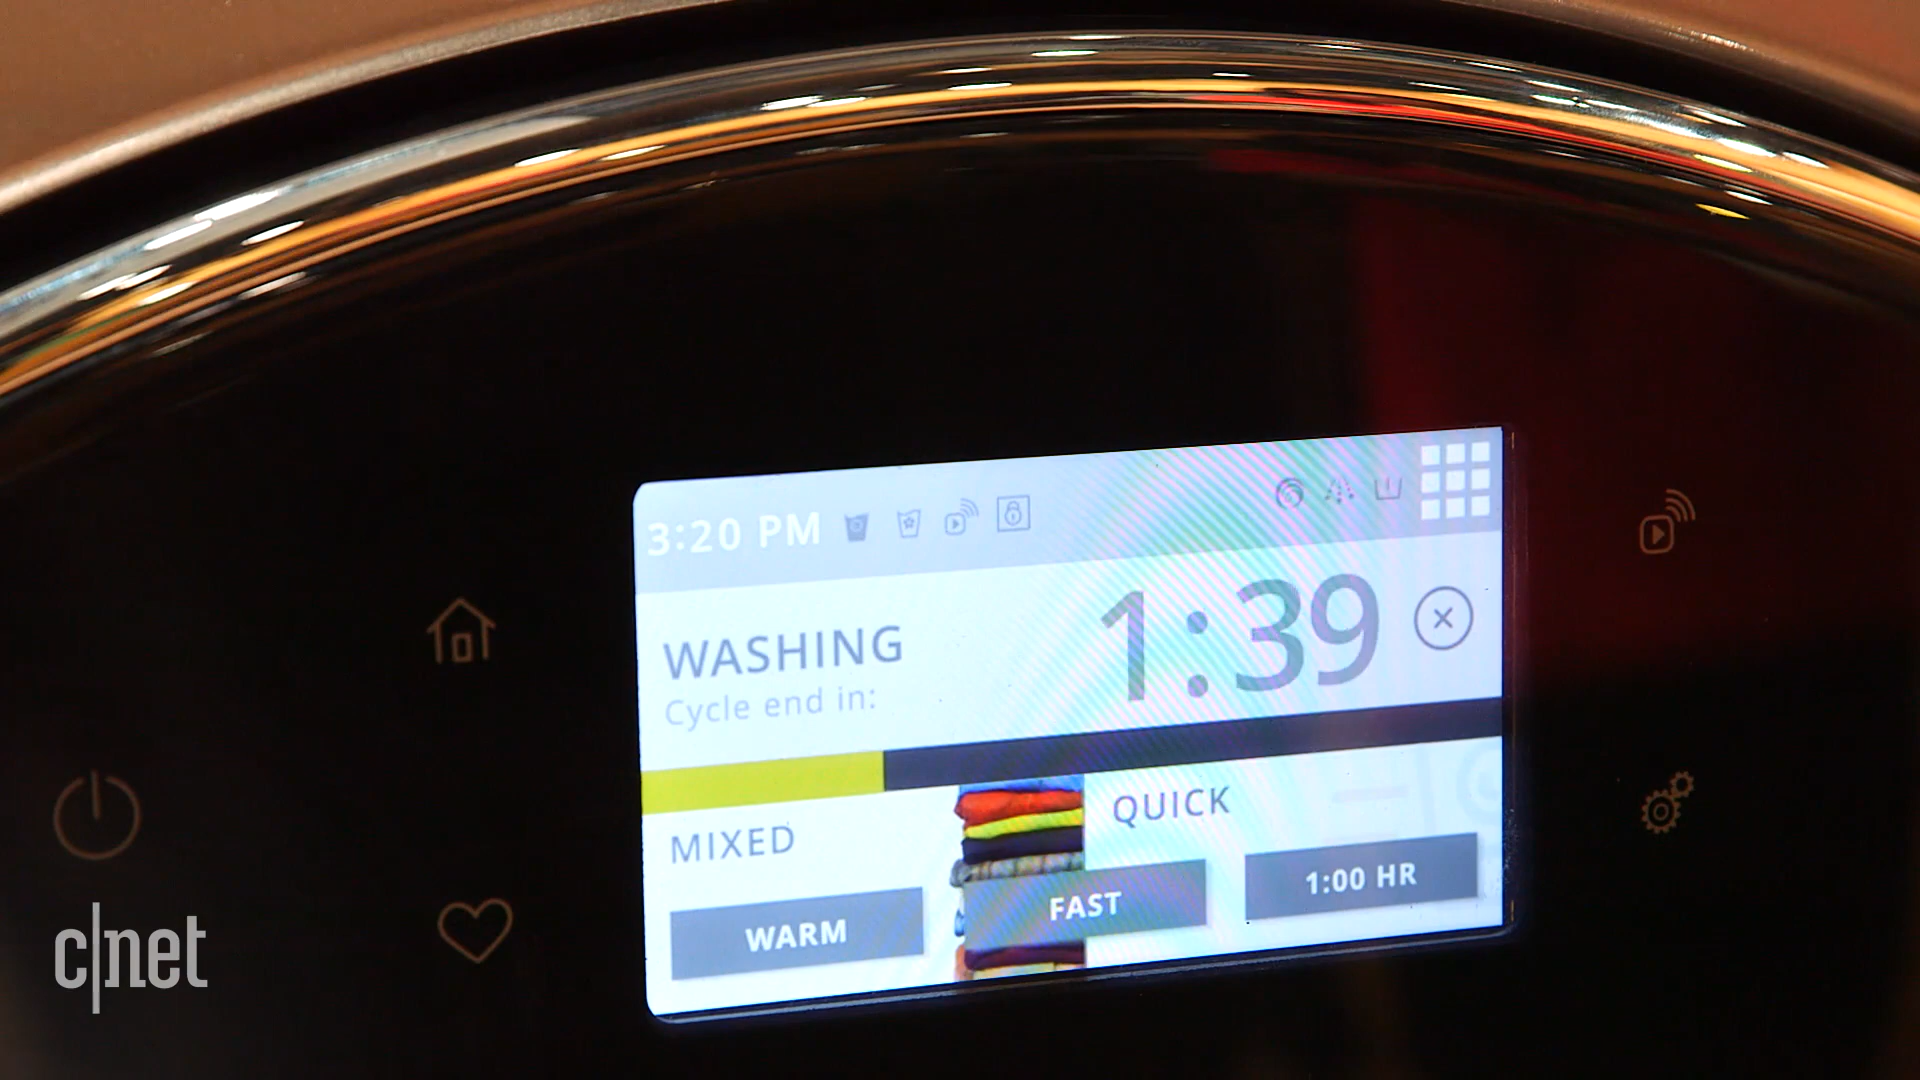 3:20 PM
WASHING
1:39
Cycle end in:
MIXED
QUICK
WARM
FAST
1:00 HR
c|net